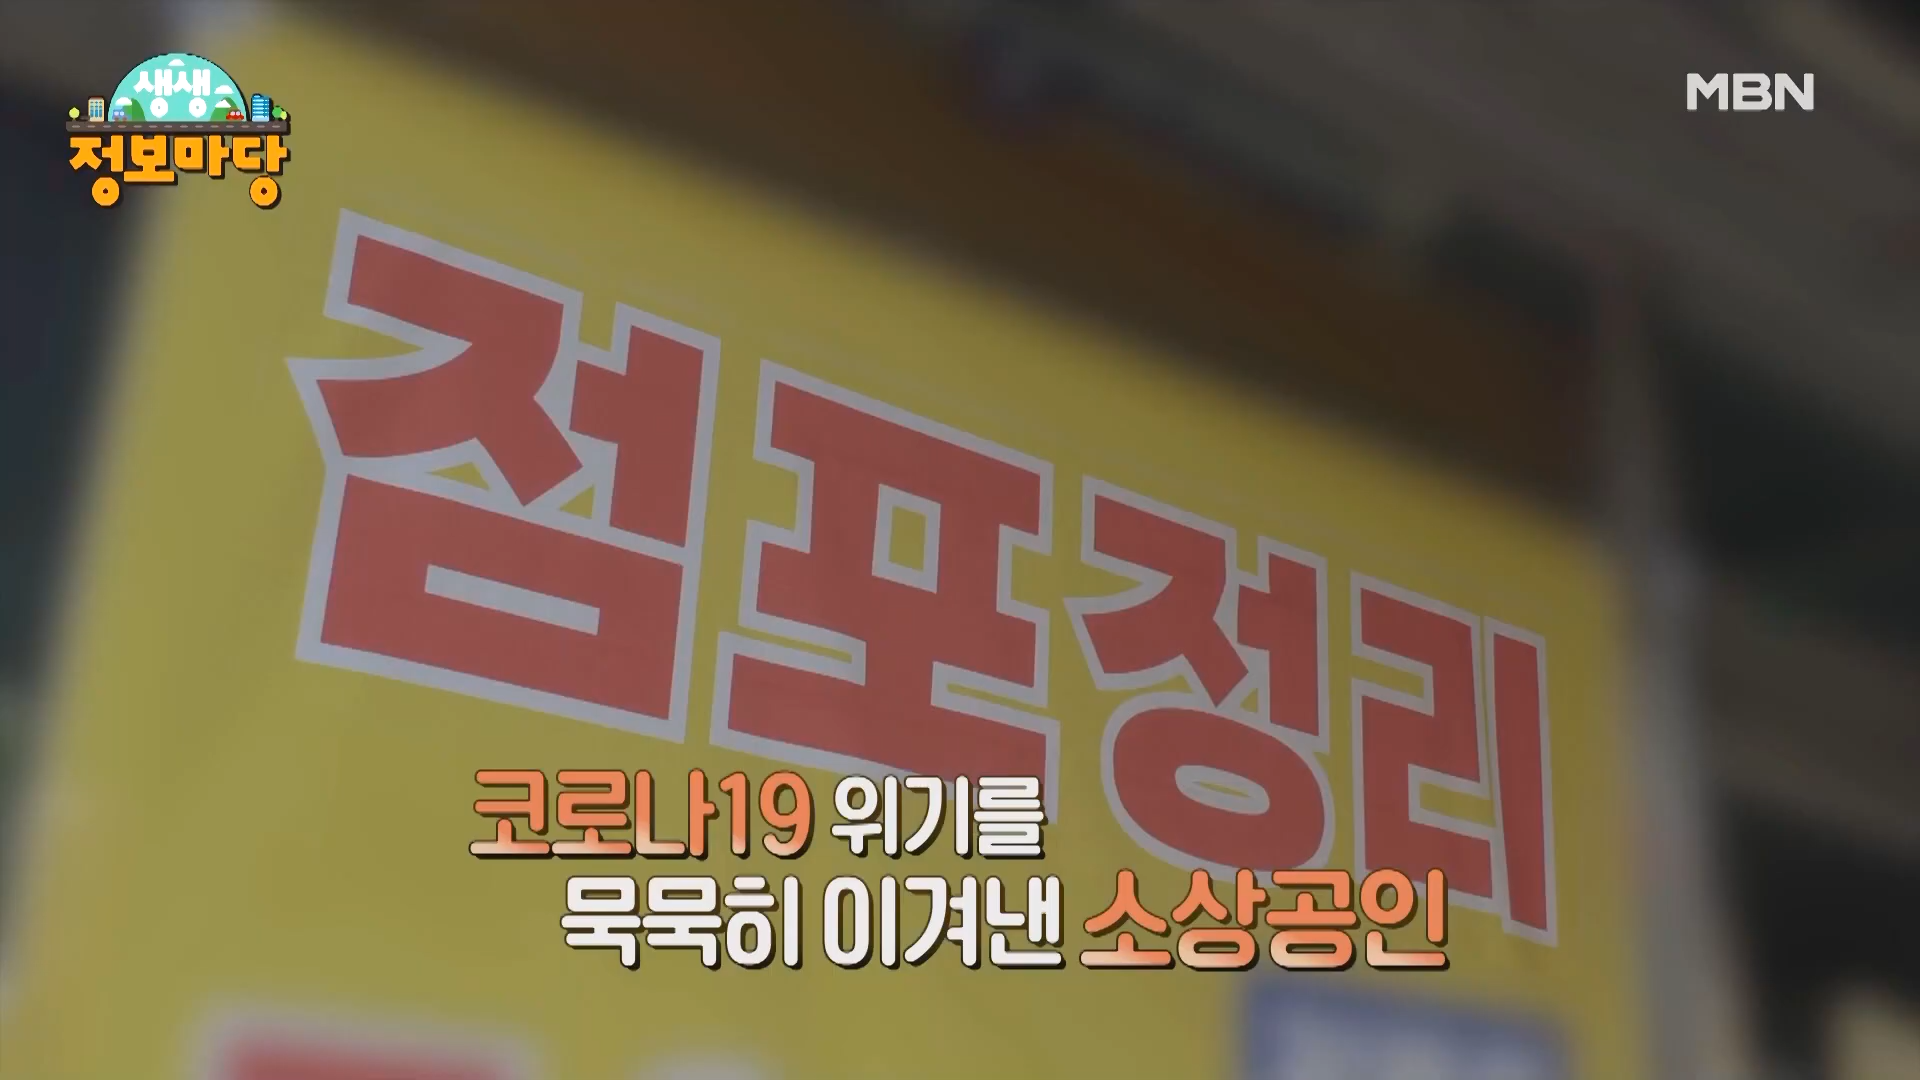 생생
정보마당
MBN
점포정리
코로나19 위기를
묵묵히 이겨낸 소상공인